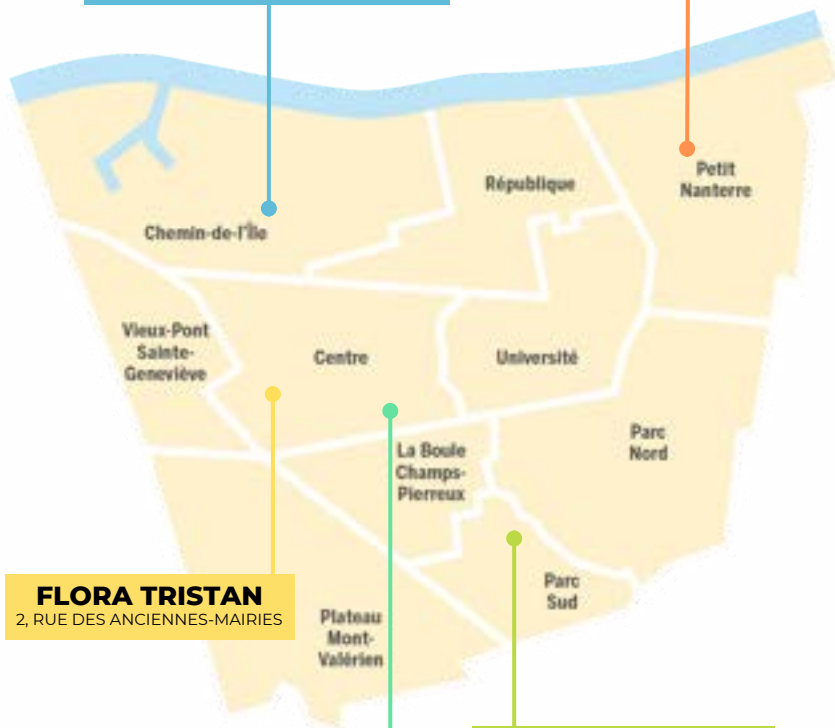 République
Petit
Nanterre
Chemin-de-l'Île
Vieux-Pont
Sainte-
Geneviève
Centre
Université
Parc
Nord
La Boule
Champs-
Pierreux
Parc
Sud
FLORA TRISTAN
2, RUE DES ANCIENNES-MAIRIES
Plateau
Mont-
Valérien